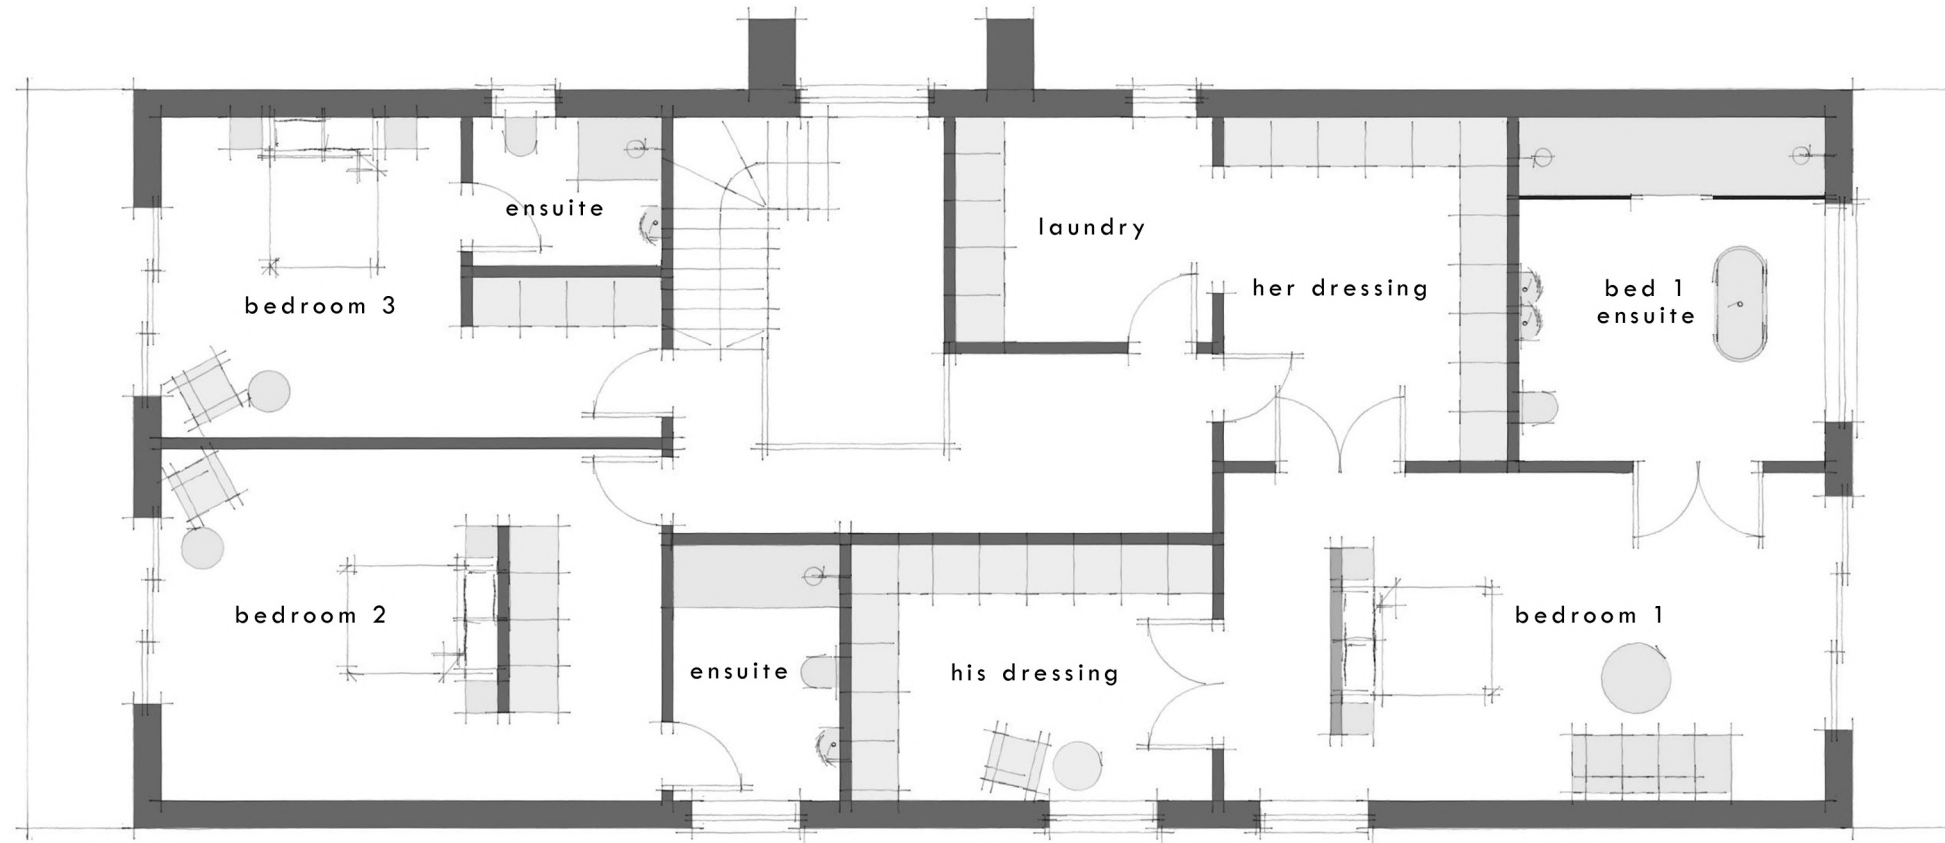 ensuite
laundry
her dressing
bed 1
ensuite
bedroom 3
bedroom 2
ensuite
his dressing
bedroom 1